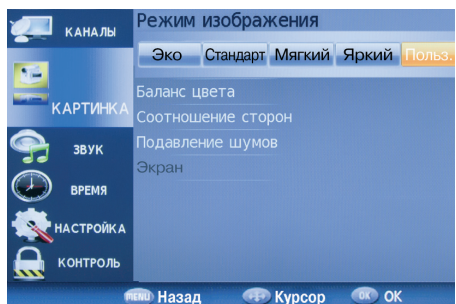 КАНАЛЫ
КАРТИНКА
ЗВУК
ВРЕМЯ
НАСТРОЙКА
КОНТРОЛЬ
Режим изображения
Эко Стандарт Мягкий Яркий Польз.
Баланс цвета
Соотношение сторон
Подавление шумов
Экран
MENU Назад Курсор OK OK